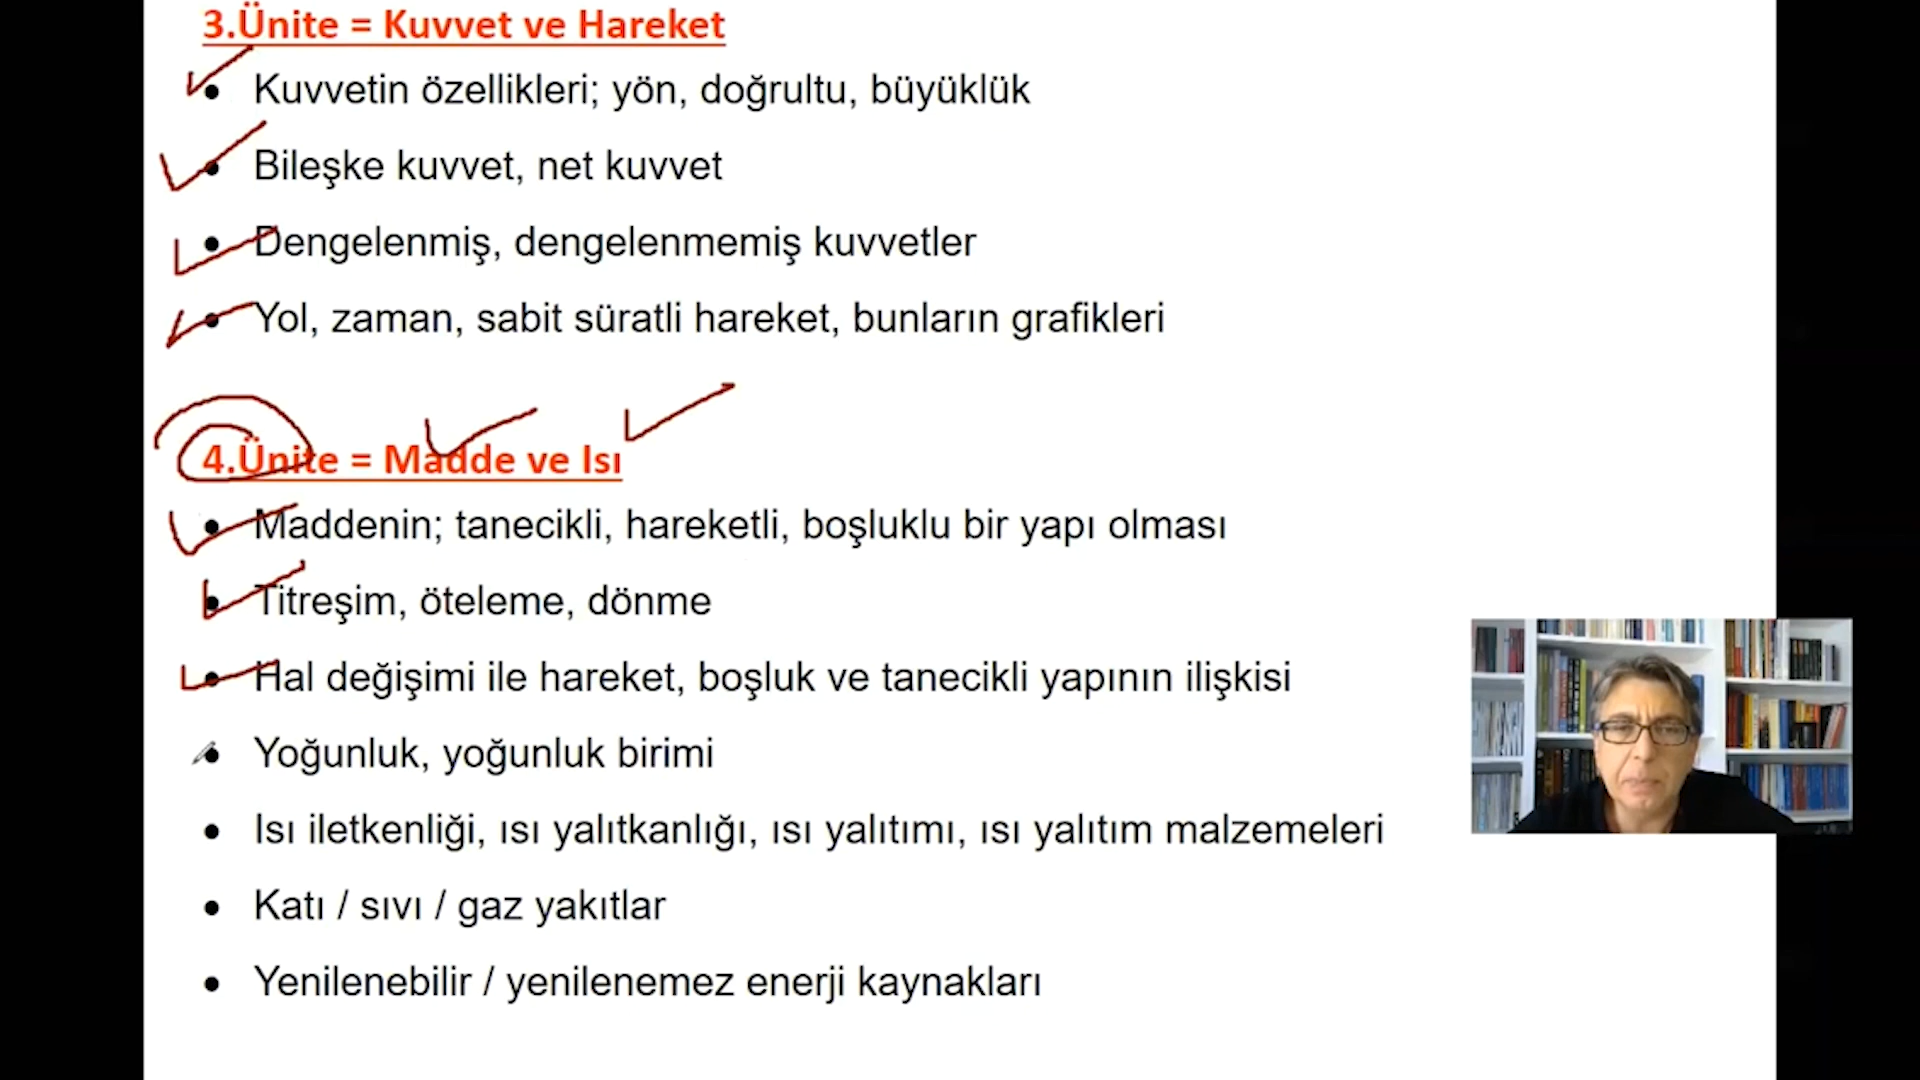 3.Ünite = Kuvvet ve Hareket
• Kuvvetin özellikleri; yön, doğrultu, büyüklük
• Bileşke kuvvet, net kuvvet
• Dengelenmiş, dengelenmemiş kuvvetler
• Yol, zaman, sabit süratli hareket, bunların grafikleri
4.Ünite = Madde ve Isı
• Maddenin; tanecikli, hareketli, boşluklu bir yapı olması
• Titreşim, öteleme, dönme
• Hal değişimi ile hareket, boşluk ve tanecikli yapının ilişkisi
• Yoğunluk, yoğunluk birimi
• Isı iletkenliği, ısı yalıtkanlığı, ısı yalıtımı, ısı yalıtım malzemeleri
• Katı / sıvı / gaz yakıtlar
• Yenilenebilir / yenilenemez enerji kaynakları